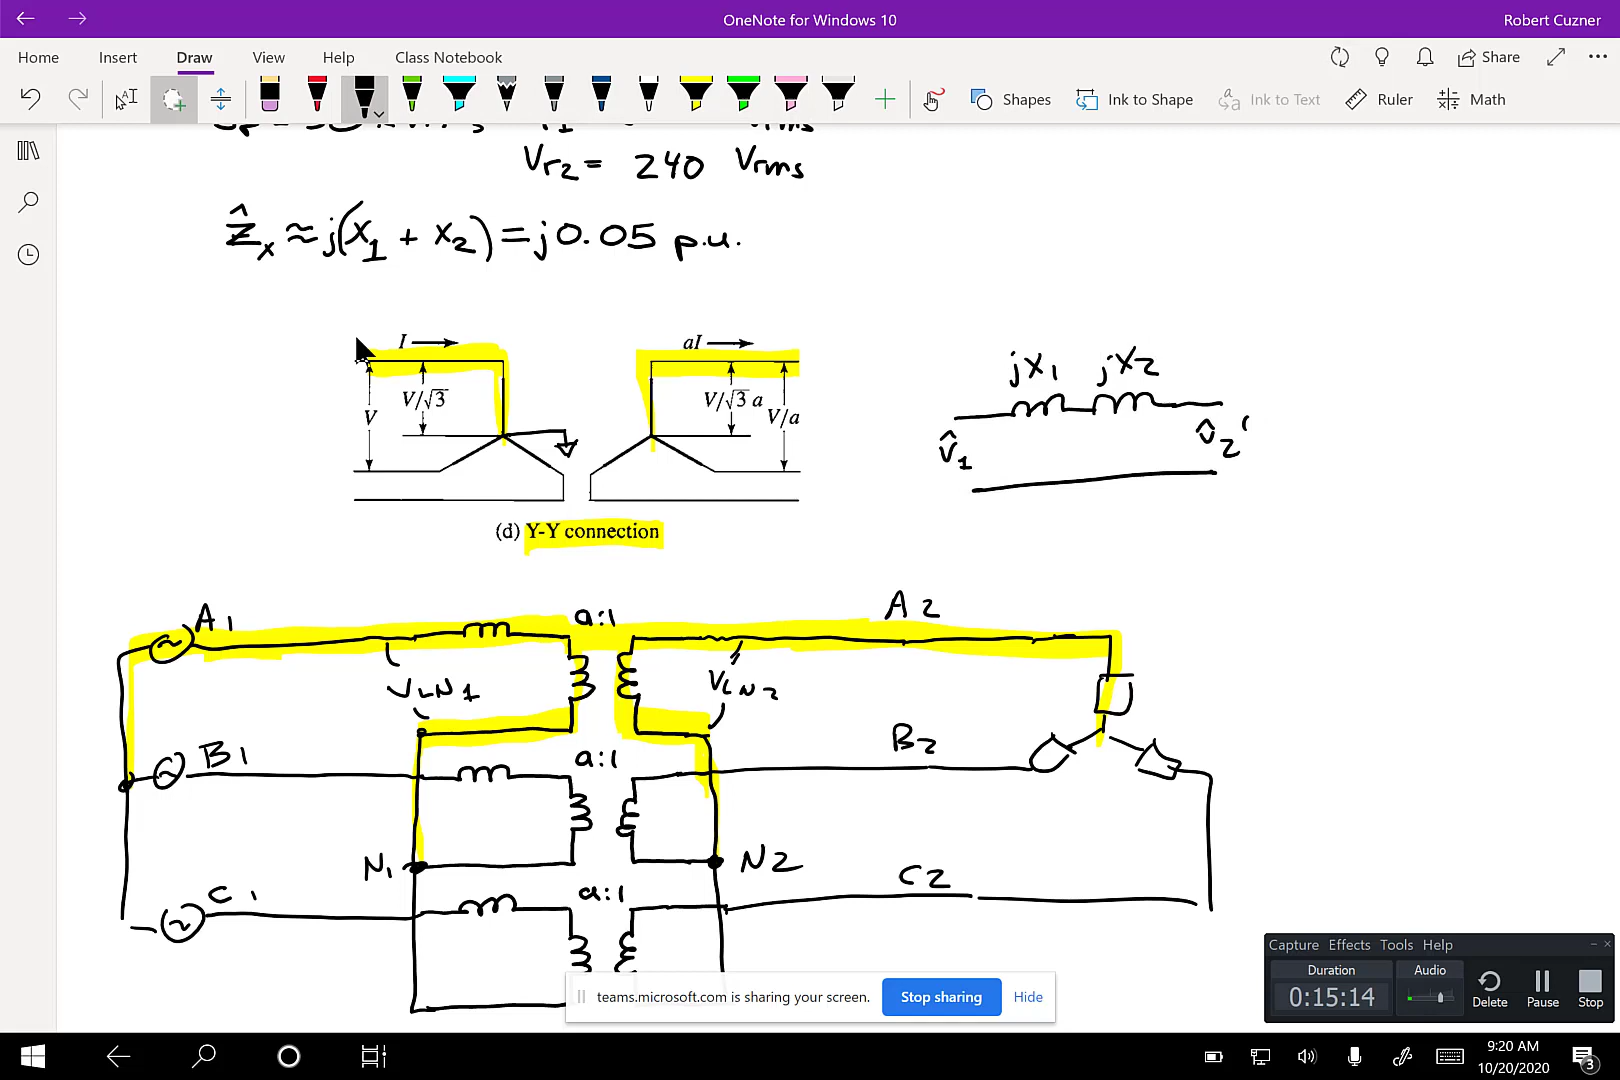 OneNote for Windows 10
Robert Cuzner
Home Insert Draw View Help Class Notebook
Share
Shapes Ink to Shape Ink to Text Ruler Math
Vr2 = 240 Vrms
Ẑx ≈ j(X1 + X2) = j0.05 p.u.
I
aI
V/√3
V
V/√3 a
V/a
(d) Y-Y connection
jX1 jX2
V̂1
V̂2'
A1
a:1
A2
VLN1
VLN2
B1
a:1
B2
N1
N2
C1
a:1
C2
Capture Effects Tools Help
Duration
Audio
0:15:14
Delete Pause Stop
teams.microsoft.com is sharing your screen.
Stop sharing
Hide
9:20 AM
10/20/2020
3